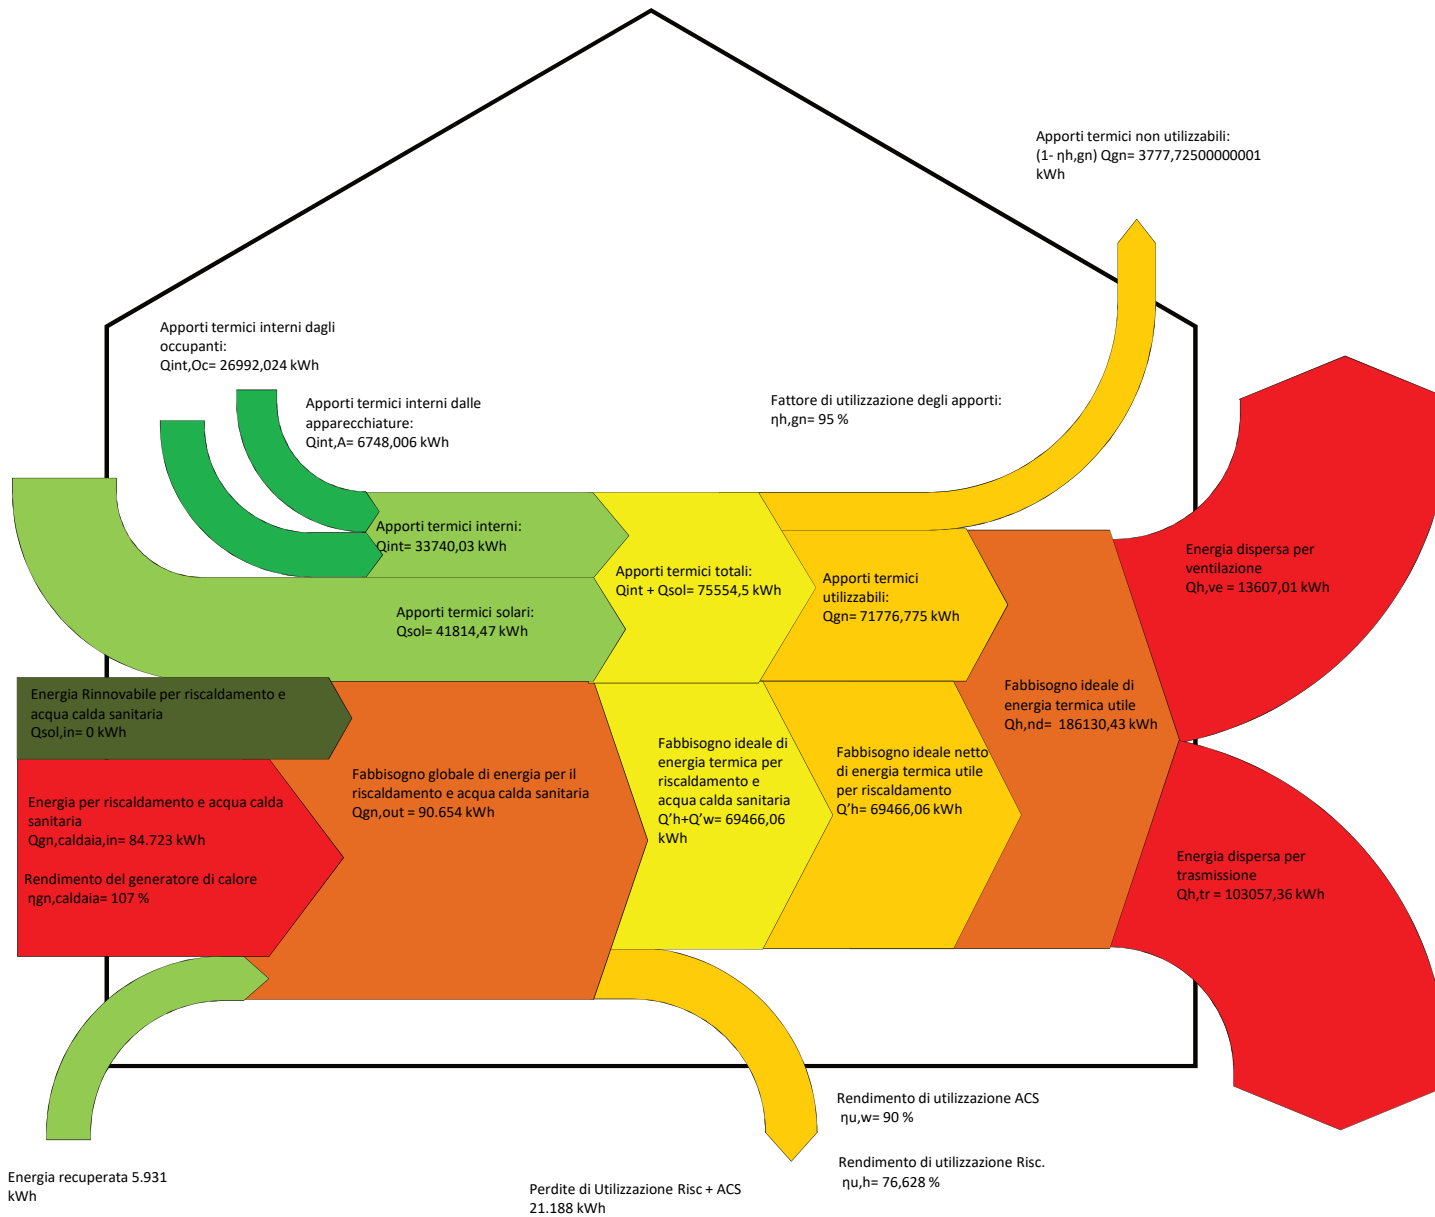 Apporti termici non utilizzabili:
(1- ηh,gn) Qgn= 3777,72500000001
kWh
Apporti termici interni dagli
occupanti:
Qint,Oc= 26992,024 kWh
Apporti termici interni dalle
apparecchiature:
Qint,A= 6748,006 kWh
Fattore di utilizzazione degli apporti:
ηh,gn= 95 %
Apporti termici interni:
Qint= 33740,03 kWh
Apporti termici solari:
Qsol= 41814,47 kWh
Apporti termici totali:
Qint + Qsol= 75554,5 kWh
Apporti termici
utilizzabili:
Qgn= 71776,775 kWh
Energia dispersa per
ventilazione
Qh,ve = 13607,01 kWh
Energia Rinnovabile per riscaldamento e
acqua calda sanitaria
Qsol,in= 0 kWh
Fabbisogno ideale di
energia termica utile
Qh,nd=  186130,43 kWh
Energia per riscaldamento e acqua calda
sanitaria
Qgn,caldaia,in= 84.723 kWh
Rendimento del generatore di calore
ηgn,caldaia= 107 %
Fabbisogno globale di energia per il
riscaldamento e acqua calda sanitaria
Qgn,out = 90.654 kWh
Fabbisogno ideale di
energia termica per
riscaldamento e
acqua calda sanitaria
Q’h+Q’w= 69466,06
kWh
Fabbisogno ideale netto
di energia termica utile
per riscaldamento
Q’h= 69466,06 kWh
Energia dispersa per
trasmissione
Qh,tr = 103057,36 kWh
Energia recuperata 5.931
kWh
Perdite di Utilizzazione Risc + ACS
21.188 kWh
Rendimento di utilizzazione ACS
ηu,w= 90 %
Rendimento di utilizzazione Risc.
ηu,h= 76,628 %